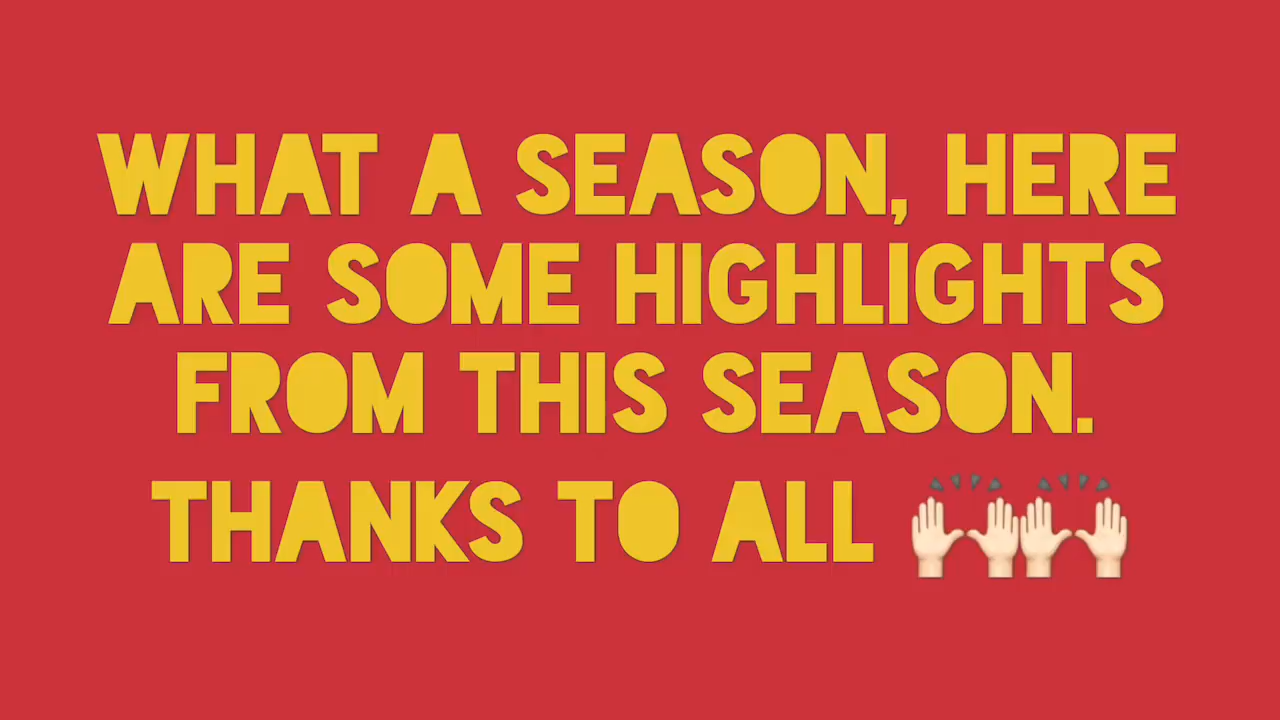 WHAT A SEASON, HERE
ARE SOME HIGHLIGHTS
FROM THIS SEASON.
THANKS TO ALL 🙌🏻🙌🏻